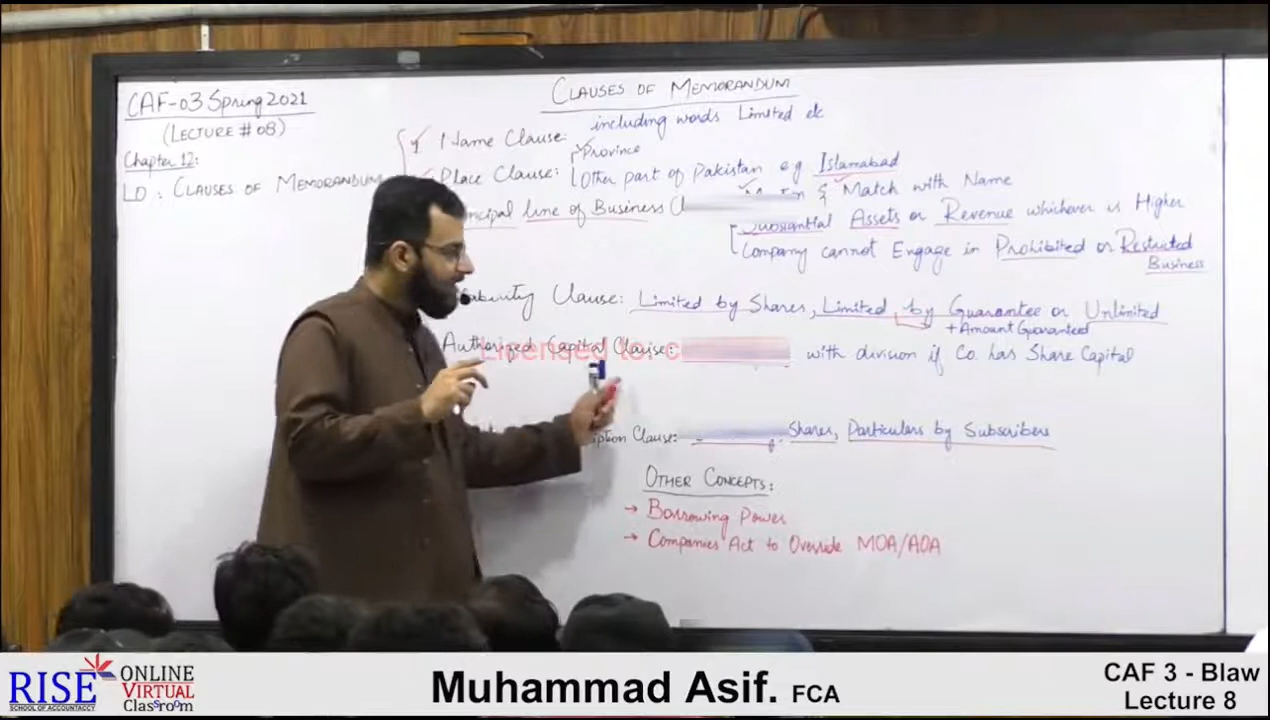 CAF-03 Spring 2021
(LECTURE # 08)
Chapter 12:
LO: CLAUSES OF MEMORANDUM
CLAUSES OF MEMORANDUM
Name Clause: including words Limited etc
Place Clause: Province
Other part of Pakistan e.g Islamabad
line of Business & Match with Name
Substantial Assets or Revenue whichever is Higher
Company cannot Engage in Prohibited or Restricted
Business
Clause: Limited by Shares, Limited by Guarantee or Unlimited
+ Amount Guaranteed
Authorized Capital Clause: with division if Co. has Share Capital
Licensed to:
Clause: Shares, Particulars by Subscribers
OTHER CONCEPTS:
→ Borrowing Power
→ Companies Act to Override MOA/AOA
RISE ONLINE VIRTUAL Classroom
SCHOOL OF ACCOUNTANCY
Muhammad Asif. FCA
CAF 3 - Blaw
Lecture 8